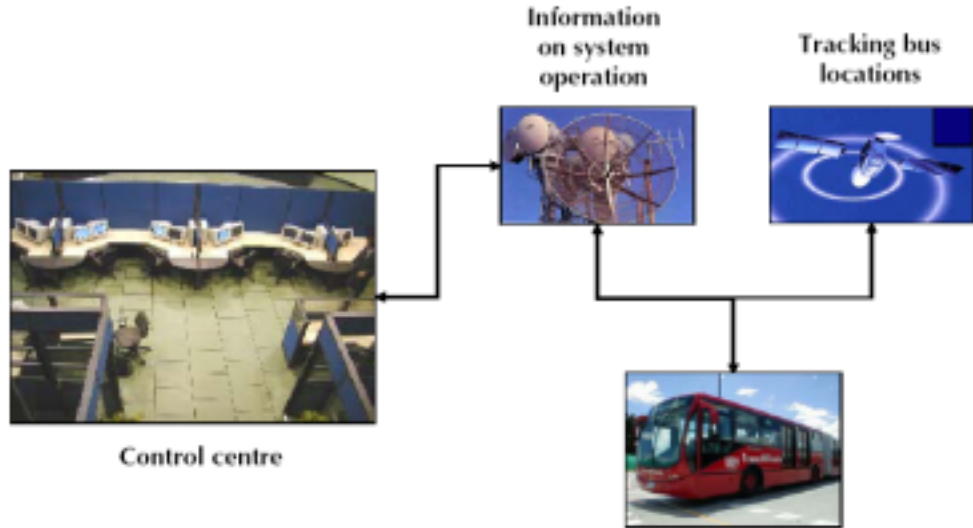 Information
on system
operation
Tracking bus
locations
Control centre